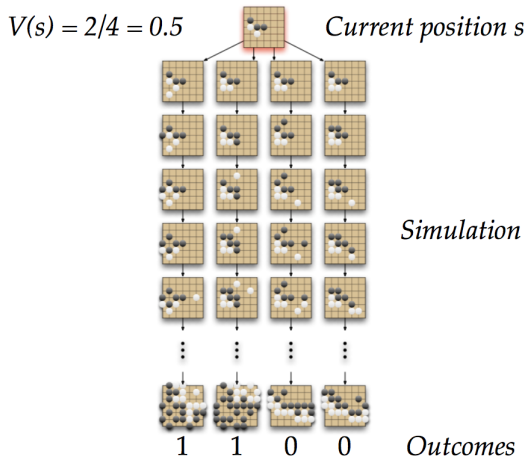 V(s) = 2/4 = 0.5
Current position s
Simulation
1 1 0 0
Outcomes